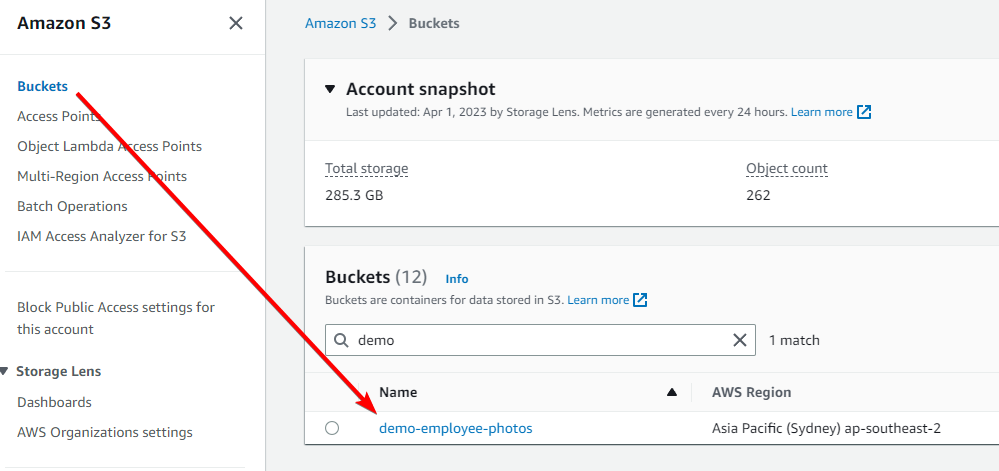 Amazon S3
Buckets
Access Points
Object Lambda Access Points
Multi-Region Access Points
Batch Operations
IAM Access Analyzer for S3
Block Public Access settings for
this account
Storage Lens
Dashboards
AWS Organizations settings
Amazon S3 > Buckets
Account snapshot
Last updated: Apr 1, 2023 by Storage Lens. Metrics are generated every 24 hours. Learn more
Total storage Object count
285.3 GB 262
Buckets (12) Info
Buckets are containers for data stored in S3. Learn more
demo 1 match
Name AWS Region
demo-employee-photos Asia Pacific (Sydney) ap-southeast-2